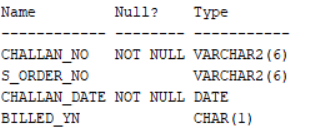 Name Null? Type
------------ -------- -----------
CHALLAN_NO NOT NULL VARCHAR2(6)
S_ORDER_NO VARCHAR2(6)
CHALLAN_DATE NOT NULL DATE
BILLED_YN CHAR(1)